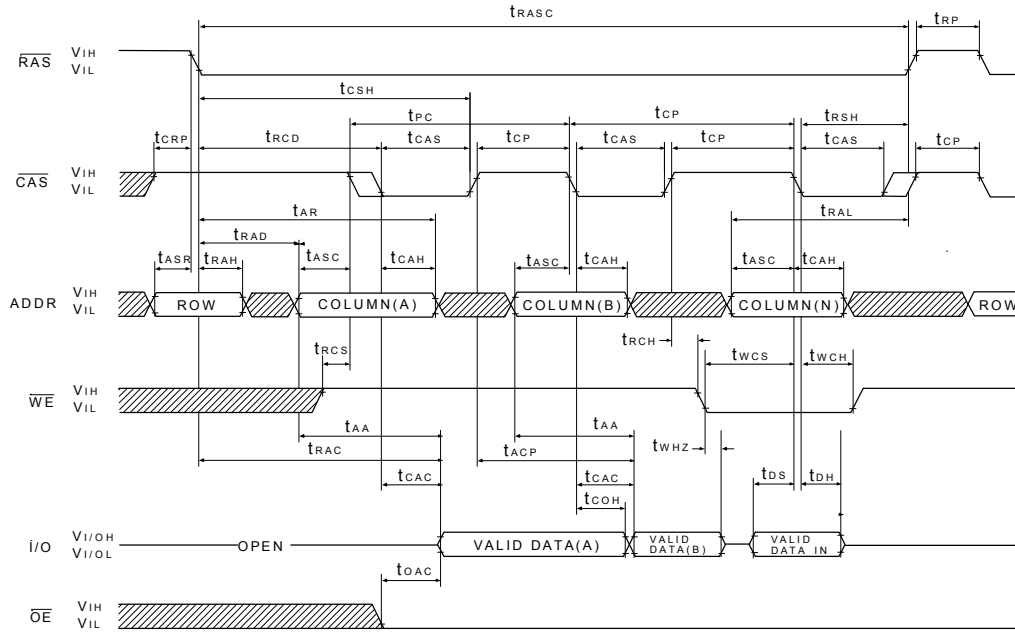 tRASC
tRP
RAS VIH
VIL
tCSH
tPC tCP
tCRP tRCD tCAS tCP tCAS tCP tRSH
tCAS tCP
CAS VIH
VIL
tAR tRAL
tRAD
tASR tRAH tASC tCAH tASC tCAH tASC tCAH
ADDR VIH
VIL
ROW COLUMN(A) COLUMN(B) COLUMN(N) ROW
tRCS tRCH tWCS tWCH
WE VIH
VIL
tAA tAA
tRAC tACP tWHZ
tCAC tCAC tDS tDH
tCOH
I/O VI/OH
VI/OL
OPEN VALID DATA(A) VALID
DATA(B) VALID
DATA IN
tOAC
OE VIH
VIL